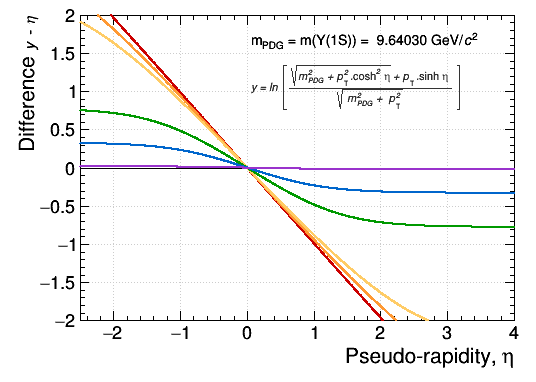 m_PDG = m(Y(1S)) = 9.64030 GeV/c²
y = ln [ √(m²_PDG + p²_T.cosh² η) + p_T.sinh η / √(m²_PDG + p²_T) ]
Difference y - η
2
1.5
1
0.5
0
−0.5
−1
−1.5
−2
−2 −1 0 1 2 3 4
Pseudo-rapidity, η